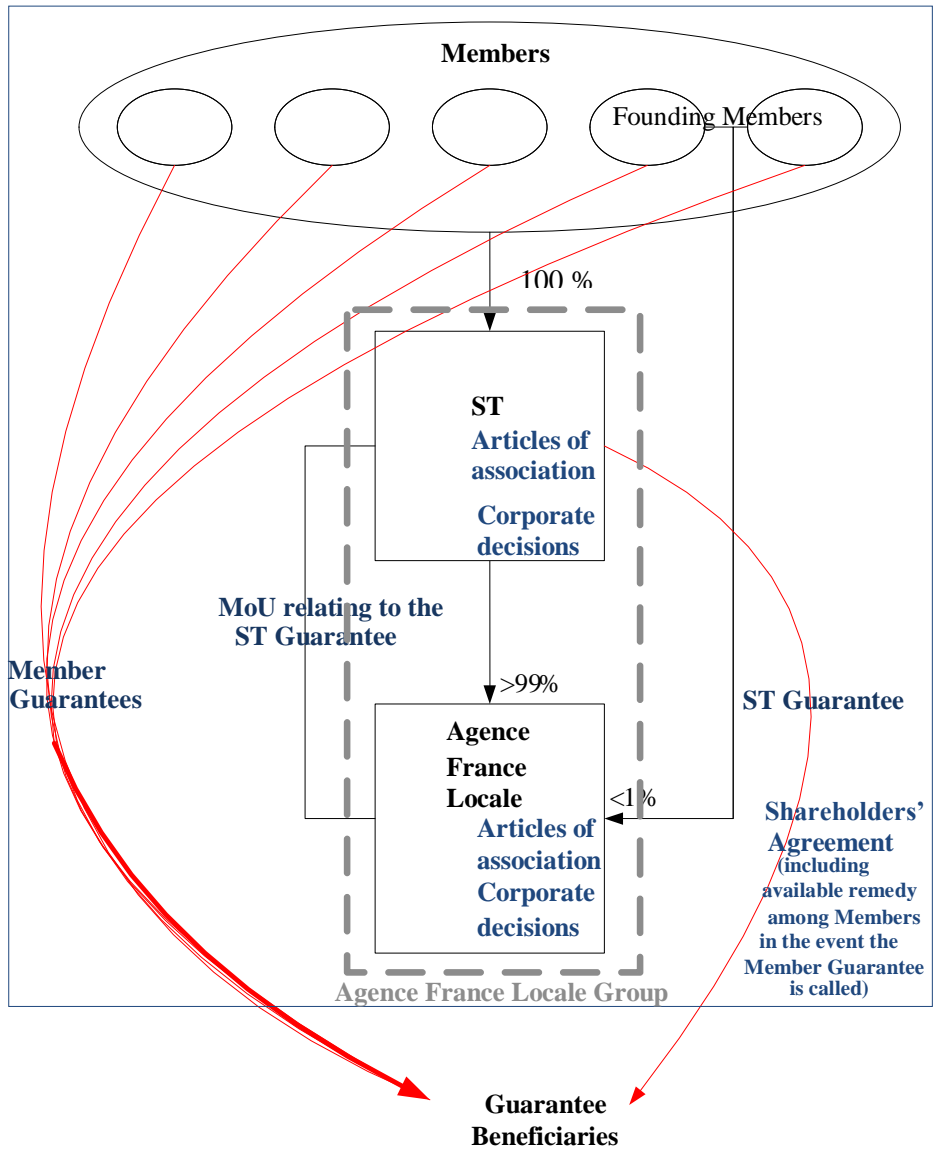 Members
Founding Members
100 %
ST
Articles of
association
Corporate
decisions
MoU relating to the
ST Guarantee
Member
Guarantees
>99%
ST Guarantee
Agence
France
Locale
<1%
Articles of
association
Corporate
decisions
Shareholders’
Agreement
(including
available remedy
among Members
in the event the
Member Guarantee
is called)
Agence France Locale Group
Guarantee
Beneficiaries